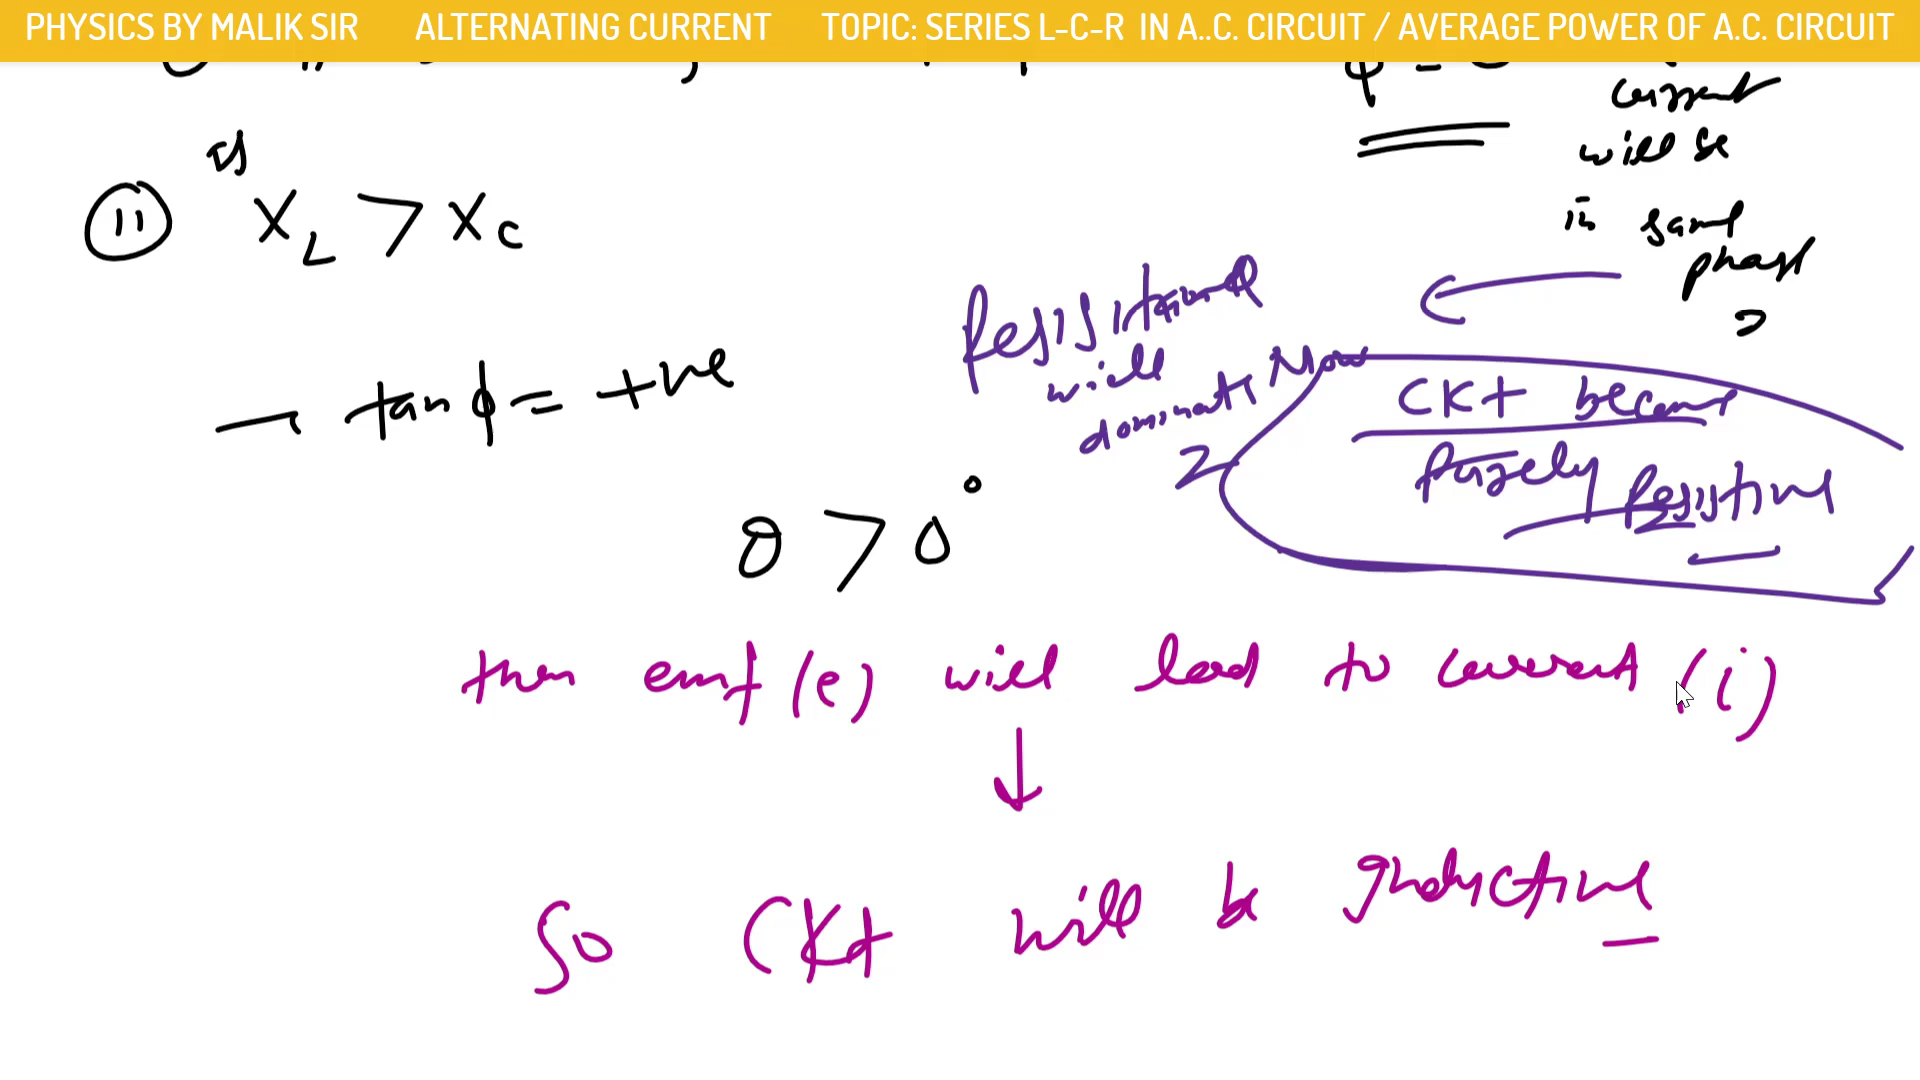 PHYSICS BY MALIK SIR ALTERNATING CURRENT TOPIC: SERIES L-C-R IN A..C. CIRCUIT / AVERAGE POWER OF A.C. CIRCUIT
current
will be
in same
phase
(ii) If X_L > X_C
→ tan ϕ = +ve
θ > 0°
Resistance
will
dominate Now
CKt become
purely Resistive
then emf (e) will lead to current (i)
↓
So CKt will be Inductive